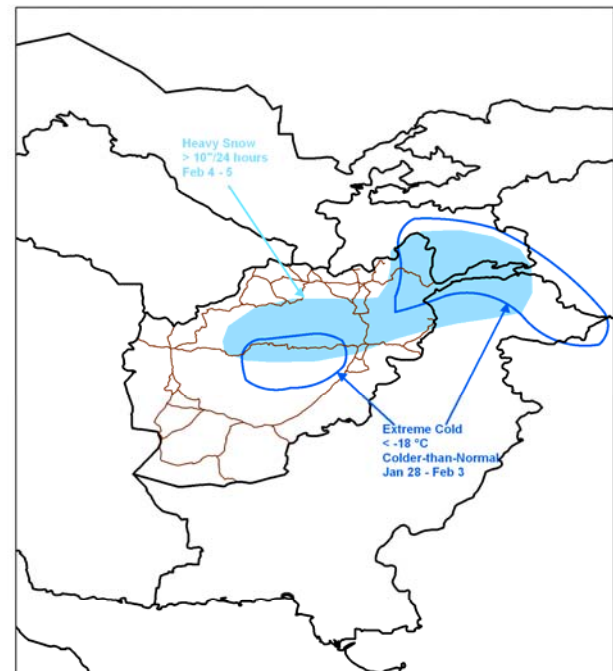 Heavy Snow
> 10"/24 hours
Feb 4 - 5
Extreme Cold
< -18 °C
Colder-than-Normal
Jan 28 - Feb 3